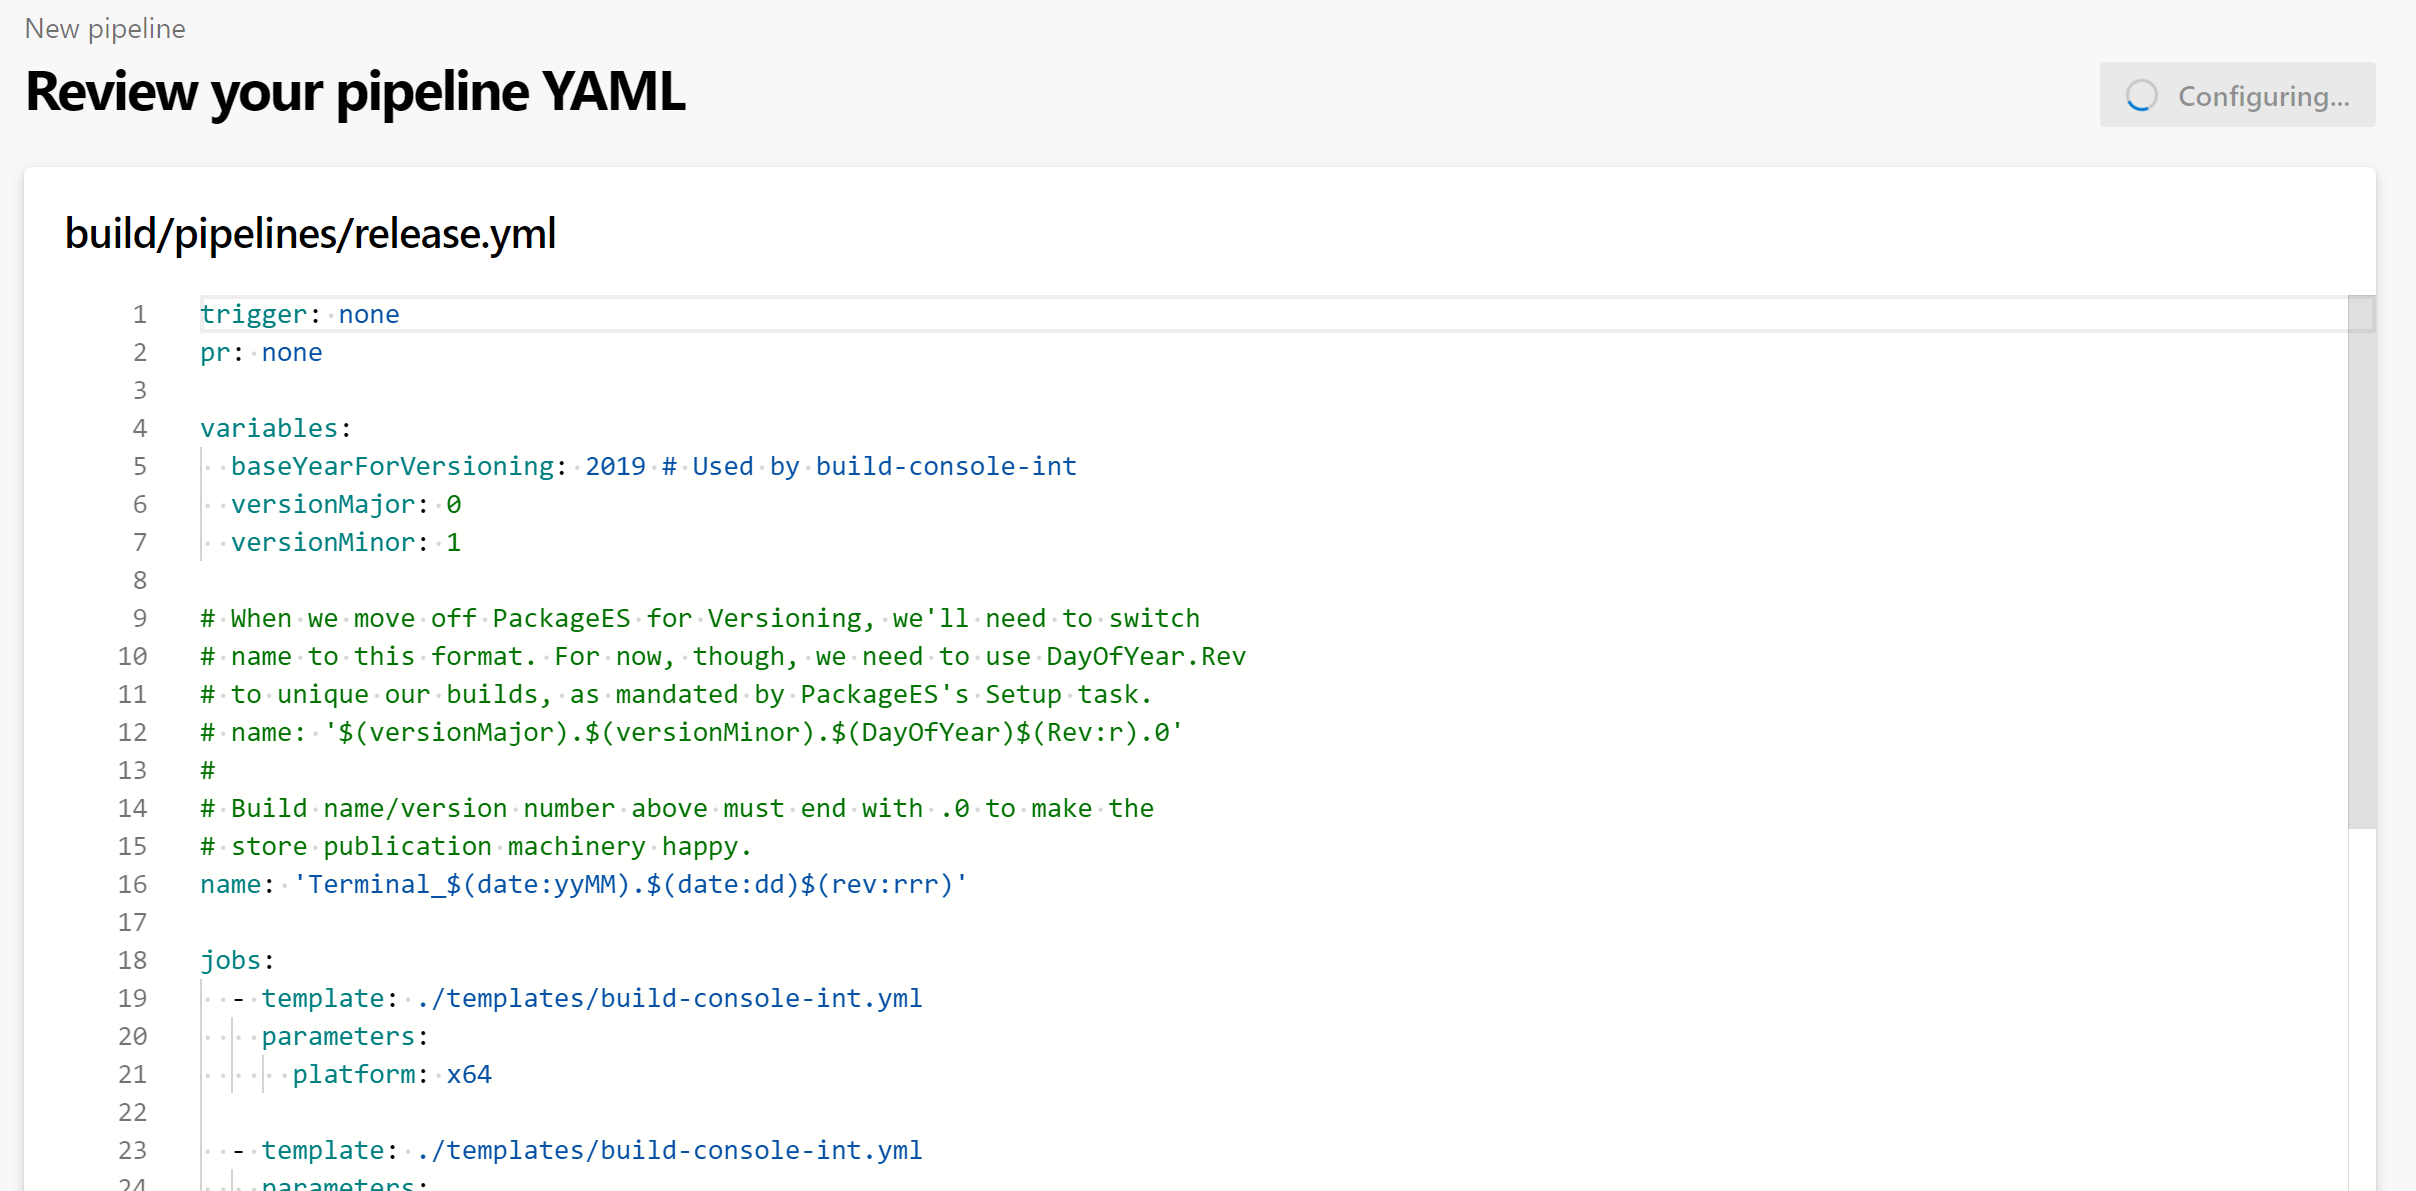 New pipeline
Review your pipeline YAML
Configuring...
build/pipelines/release.yml
1 trigger: none
2 pr: none
3
4 variables:
5   baseYearForVersioning: 2019 # Used by build-console-int
6   versionMajor: 0
7   versionMinor: 1
8
9 # When we move off PackageES for Versioning, we'll need to switch
10 # name to this format. For now, though, we need to use DayOfYear.Rev
11 # to unique our builds, as mandated by PackageES's Setup task.
12 # name: '$(versionMajor).$(versionMinor).$(DayOfYear)$(Rev:r).0'
13 #
14 # Build name/version number above must end with .0 to make the
15 # store publication machinery happy.
16 name: 'Terminal_$(date:yyMM).$(date:dd)$(rev:rrr)'
17
18 jobs:
19   - template: ./templates/build-console-int.yml
20     parameters:
21       platform: x64
22
23   - template: ./templates/build-console-int.yml
24     parameters: